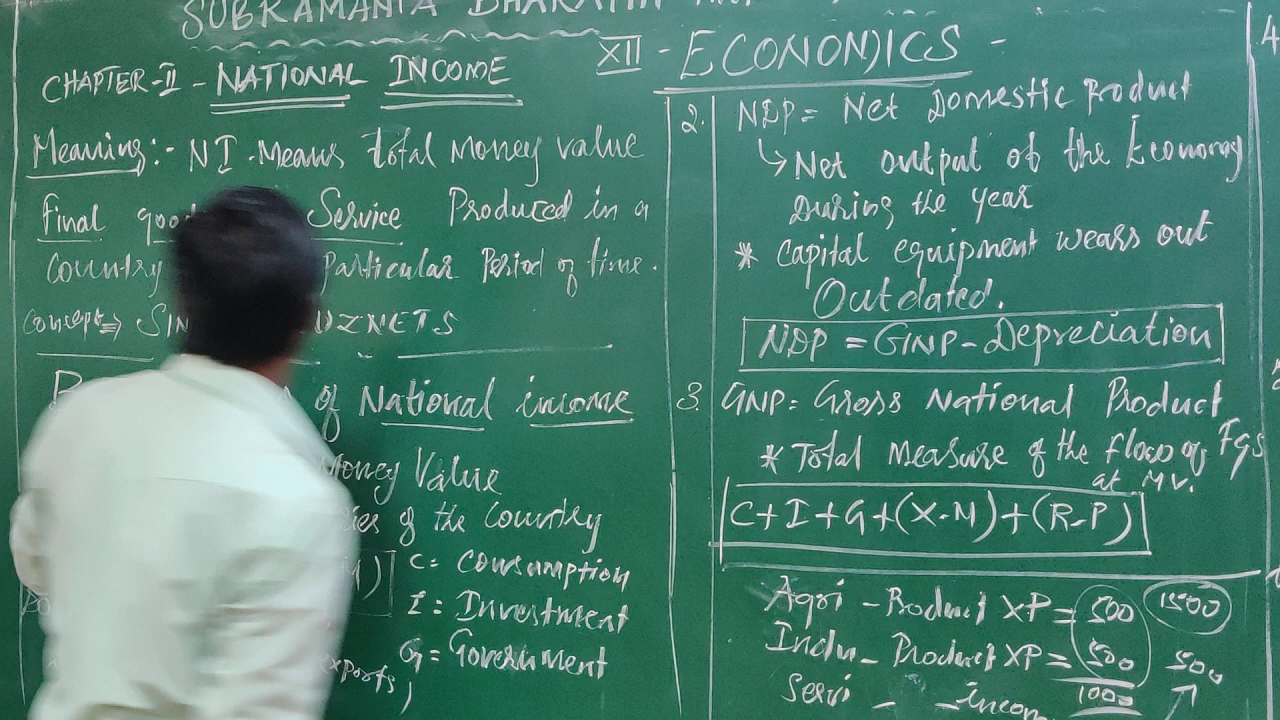 SUBRAMANIA BHARATHI
XII - ECONOMICS -
CHAPTER-II - NATIONAL INCOME
Meaning:- NI - Means total Money value
Final Service Produced in a
Country Particular Period of time.
Concept ⇒
of National income
Money Value
of the Country
C = Consumption
I = Investment
G = Government
exports,
2. NDP = Net Domestic Product
↳ Net output of the Economy
During the year
* Capital equipment wears out
Outdated.
NDP = GNP - Depreciation
3. GNP = Gross National Product
* Total Measure of the flow of FGS
at MV.
C+I+G+(X-M)+(R-P)
Agri - Product XP = 500 1500
Indu - Product XP = 500 500
Servi - - incom 1000